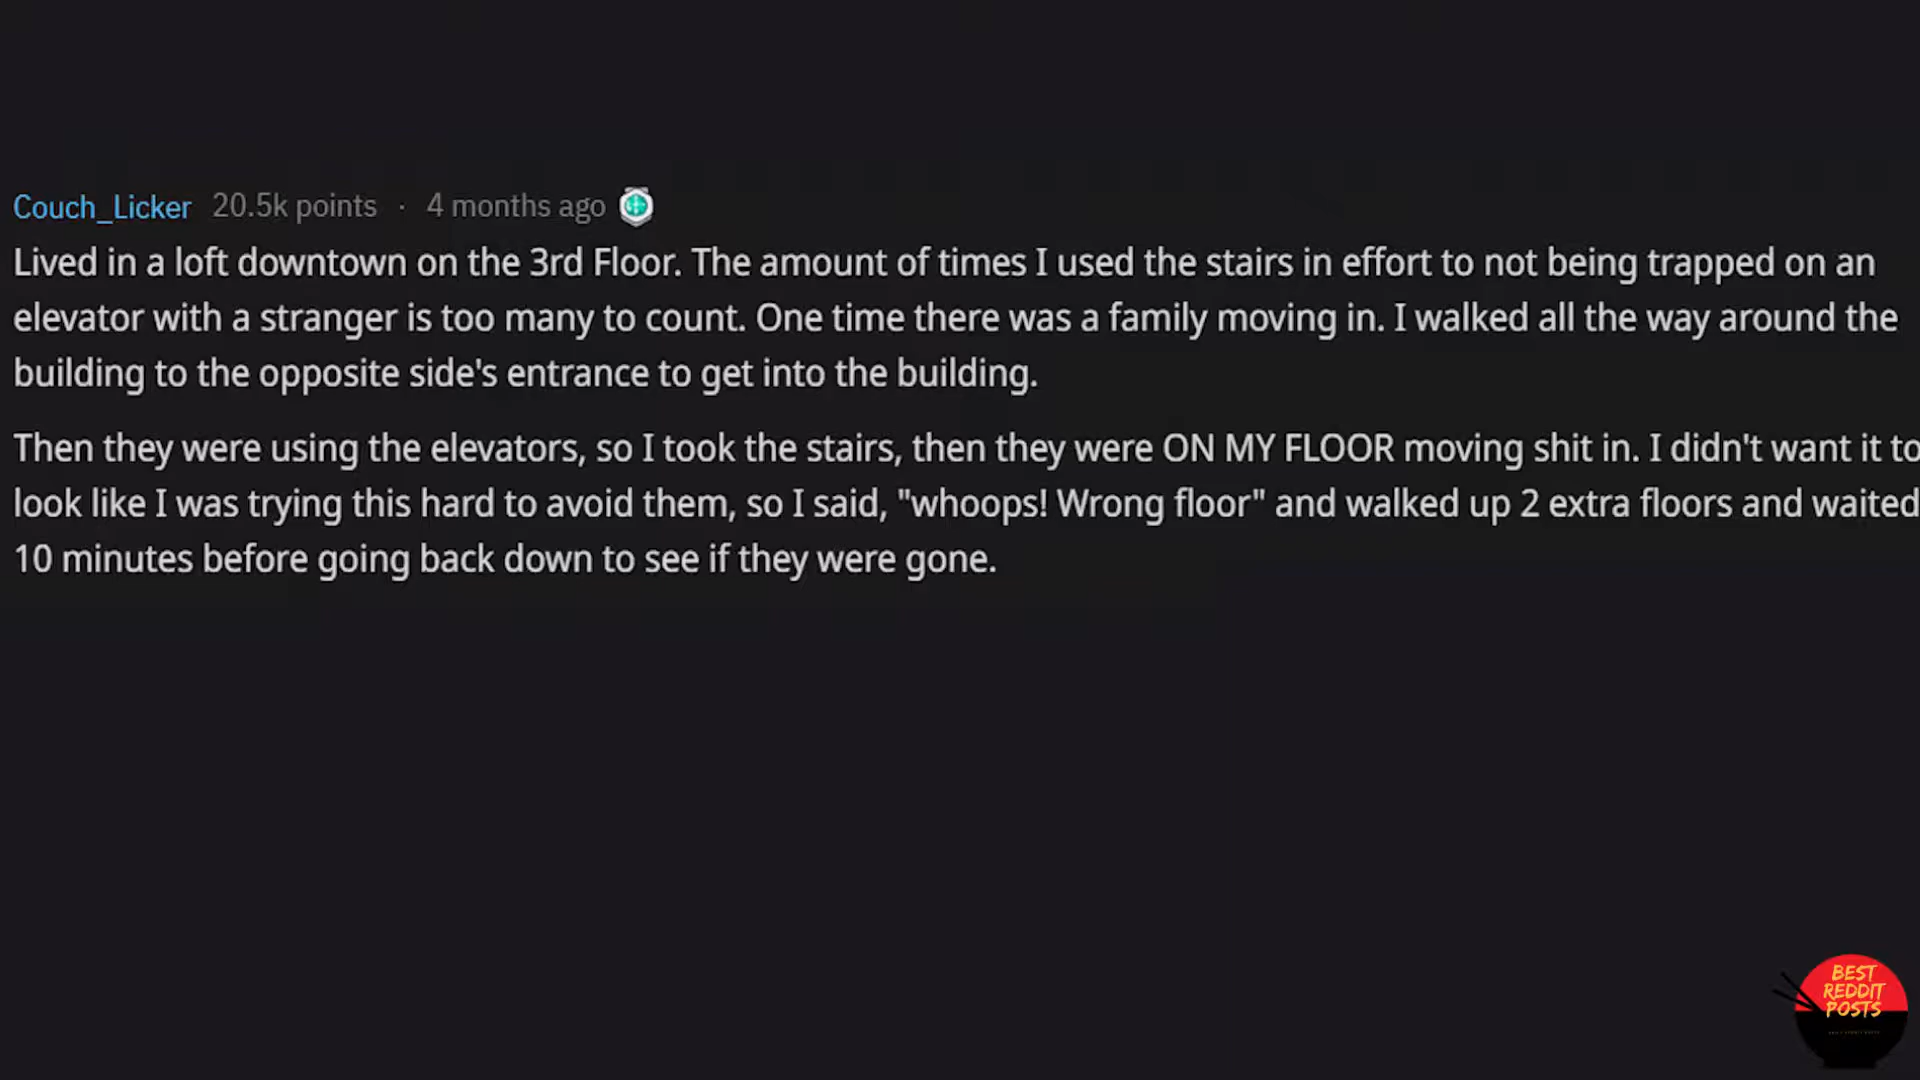 Couch_Licker 20.5k points · 4 months ago
Lived in a loft downtown on the 3rd Floor. The amount of times I used the stairs in effort to not being trapped on an
elevator with a stranger is too many to count. One time there was a family moving in. I walked all the way around the
building to the opposite side's entrance to get into the building.
Then they were using the elevators, so I took the stairs, then they were ON MY FLOOR moving shit in. I didn't want it to
look like I was trying this hard to avoid them, so I said, "whoops! Wrong floor" and walked up 2 extra floors and waited
10 minutes before going back down to see if they were gone.
BEST
REDDIT
POSTS